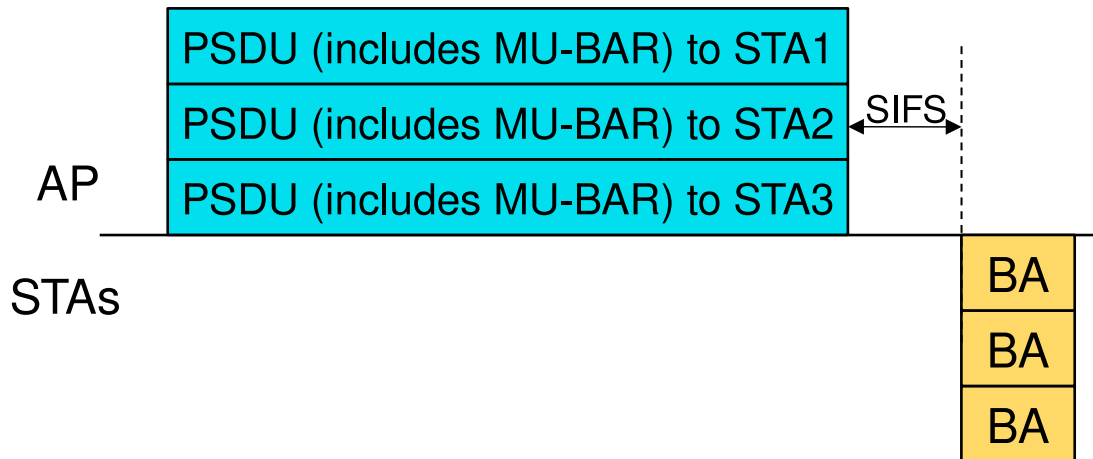 PSDU (includes MU-BAR) to STA1
PSDU (includes MU-BAR) to STA2
SIFS
PSDU (includes MU-BAR) to STA3
AP
STAs
BA
BA
BA